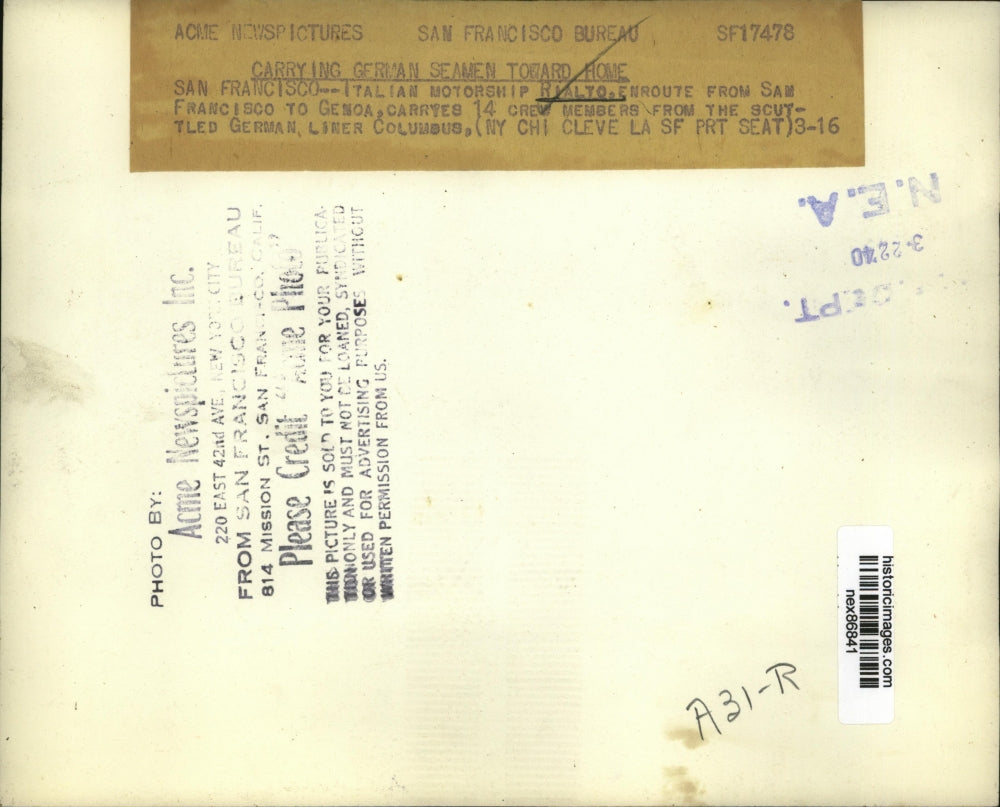 ACME NEWSPICTURES SAN FRANCISCO BUREAU SF17478
CARRYING GERMAN SEAMEN TOWARD HOME
SAN FRANCISCO--ITALIAN MOTORSHIP RIALTO, ENROUTE FROM SAN
FRANCISCO TO GENOA, CARRYES 14 CREW MEMBERS FROM THE SCUT-
TLED GERMAN LINER COLUMBUS. (NY CHI CLEVE LA SF PRT SEAT) 3-16
N.E.A.
3-2240
DEPT.
PHOTO BY:
Acme Newspictures Inc.
220 EAST 42nd AVE., NEW YORK CITY
FROM SAN FRANCISCO BUREAU
814 MISSION ST. SAN FRANCISCO, CALIF.
Please Credit "Acme Photo"
THIS PICTURE IS SOLD TO YOU FOR YOUR PUBLICA-
TION ONLY AND MUST NOT BE LOANED, SYNDICATED
OR USED FOR ADVERTISING PURPOSES WITHOUT
WRITTEN PERMISSION FROM US.
historicimages.com
nex86841
A31-R